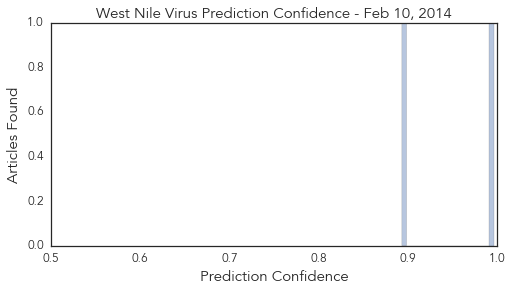 West Nile Virus Prediction Confidence - Feb 10, 2014
1.0
0.8
0.6
0.4
0.2
0.0
Articles Found
0.5 0.6 0.7 0.8 0.9 1.0
Prediction Confidence